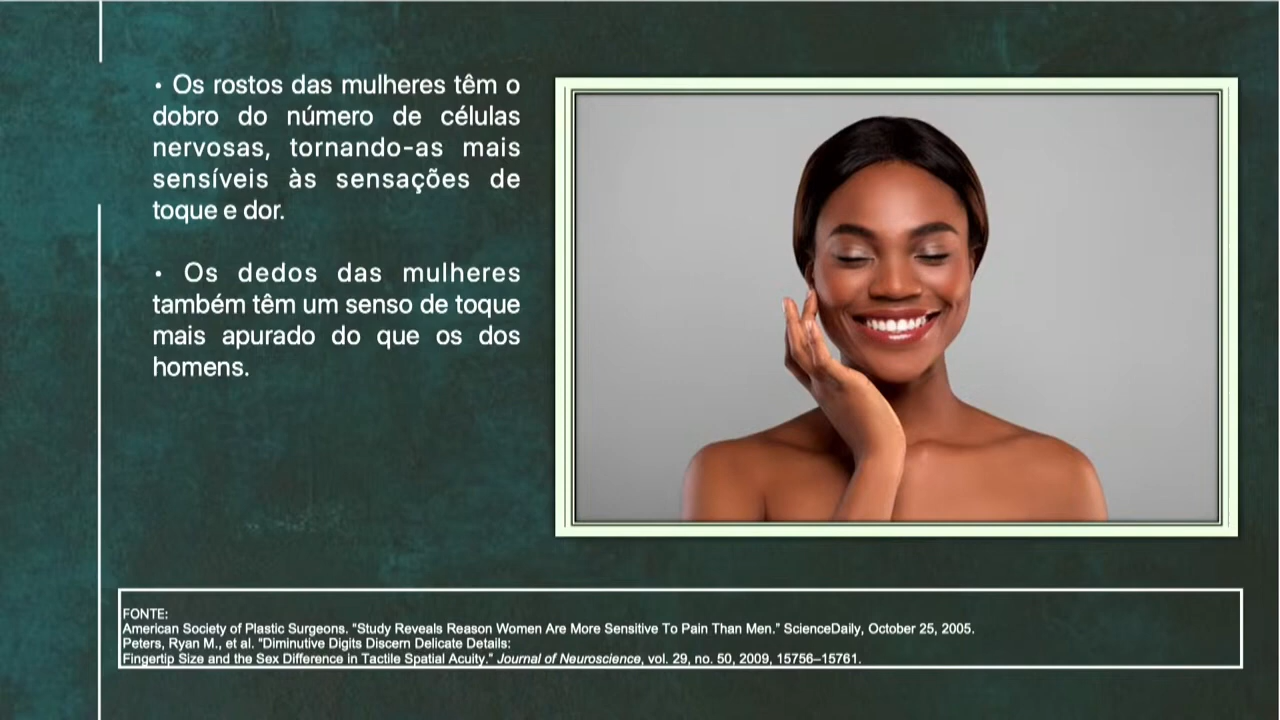 • Os rostos das mulheres têm o
dobro do número de células
nervosas, tornando-as mais
sensíveis às sensações de
toque e dor.
• Os dedos das mulheres
também têm um senso de toque
mais apurado do que os dos
homens.
FONTE:
American Society of Plastic Surgeons. “Study Reveals Reason Women Are More Sensitive To Pain Than Men.” ScienceDaily, October 25, 2005.
Peters, Ryan M., et al. “Diminutive Digits Discern Delicate Details:
Fingertip Size and the Sex Difference in Tactile Spatial Acuity.” Journal of Neuroscience, vol. 29, no. 50, 2009, 15756–15761.